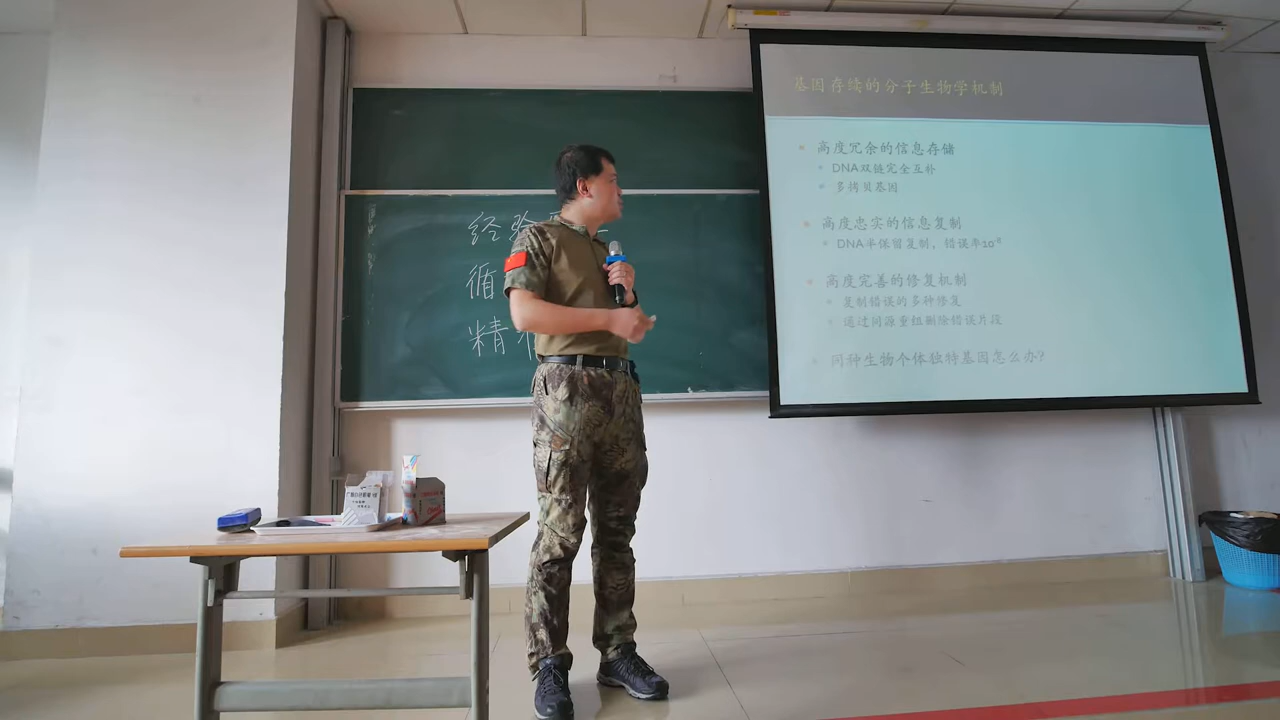 经验
循
精
基因存续的分子生物学机制
高度冗余的信息存储
DNA双链完全互补
多拷贝基因
高度忠实的信息复制
DNA半保留复制，错误率10⁻⁸
高度完善的修复机制
复制错误的多种修复
通过同源重组删除错误片段
同种生物个体独特基因怎么办？